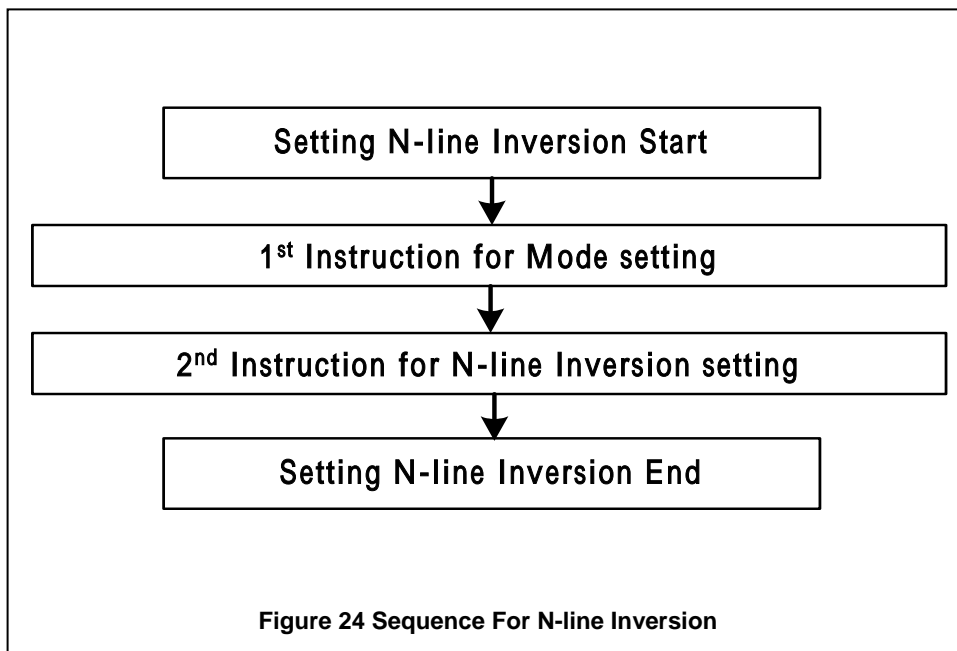 Setting N-line Inversion Start
1st Instruction for Mode setting
2nd Instruction for N-line Inversion setting
Setting N-line Inversion End
Figure 24 Sequence For N-line Inversion